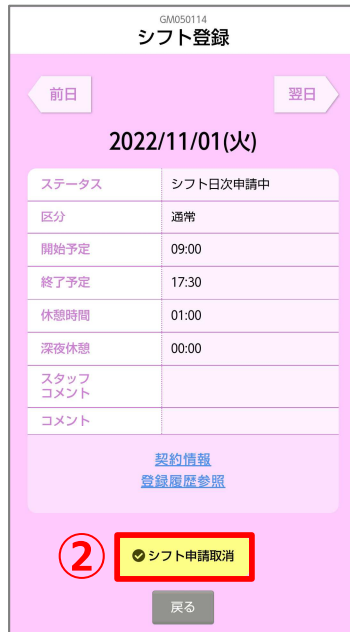 GM050114
シフト登録
前日
翌日
2022/11/01(火)
ステータス シフト日次申請中
区分 通常
開始予定 09:00
終了予定 17:30
休憩時間 01:00
深夜休憩 00:00
スタッフ
コメント
コメント
契約情報
登録履歴参照
② シフト申請取消
戻る